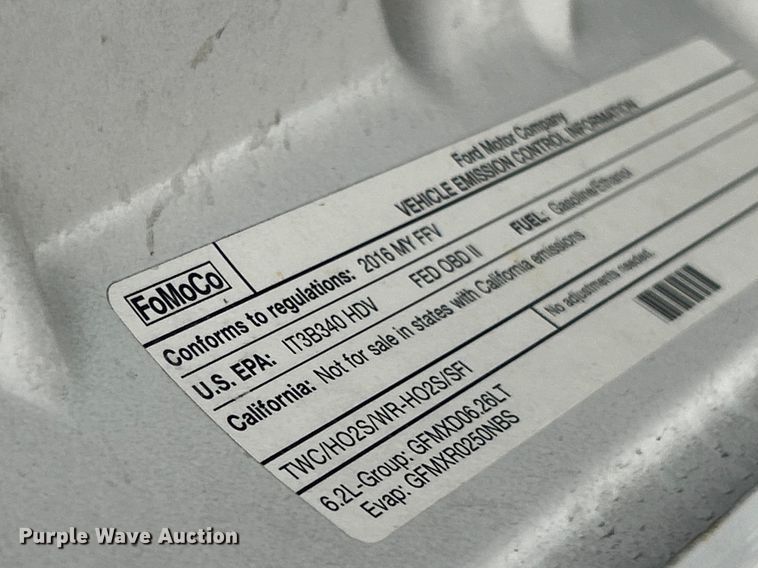 Ford Motor Company
VEHICLE EMISSION CONTROL INFORMATION
FoMoCo
Conforms to regulations: 2016 MY FFV
U.S. EPA: IT3B340 HDV FED OBD II FUEL: Gasoline/Ethanol
California: Not for sale in states with California emissions
No adjustments needed.
TWC/HO2S/WR-HO2S/SFI
6.2L-Group: GFMXD06.26LT
Evap: GFMXR0250NBS
Purple Wave Auction